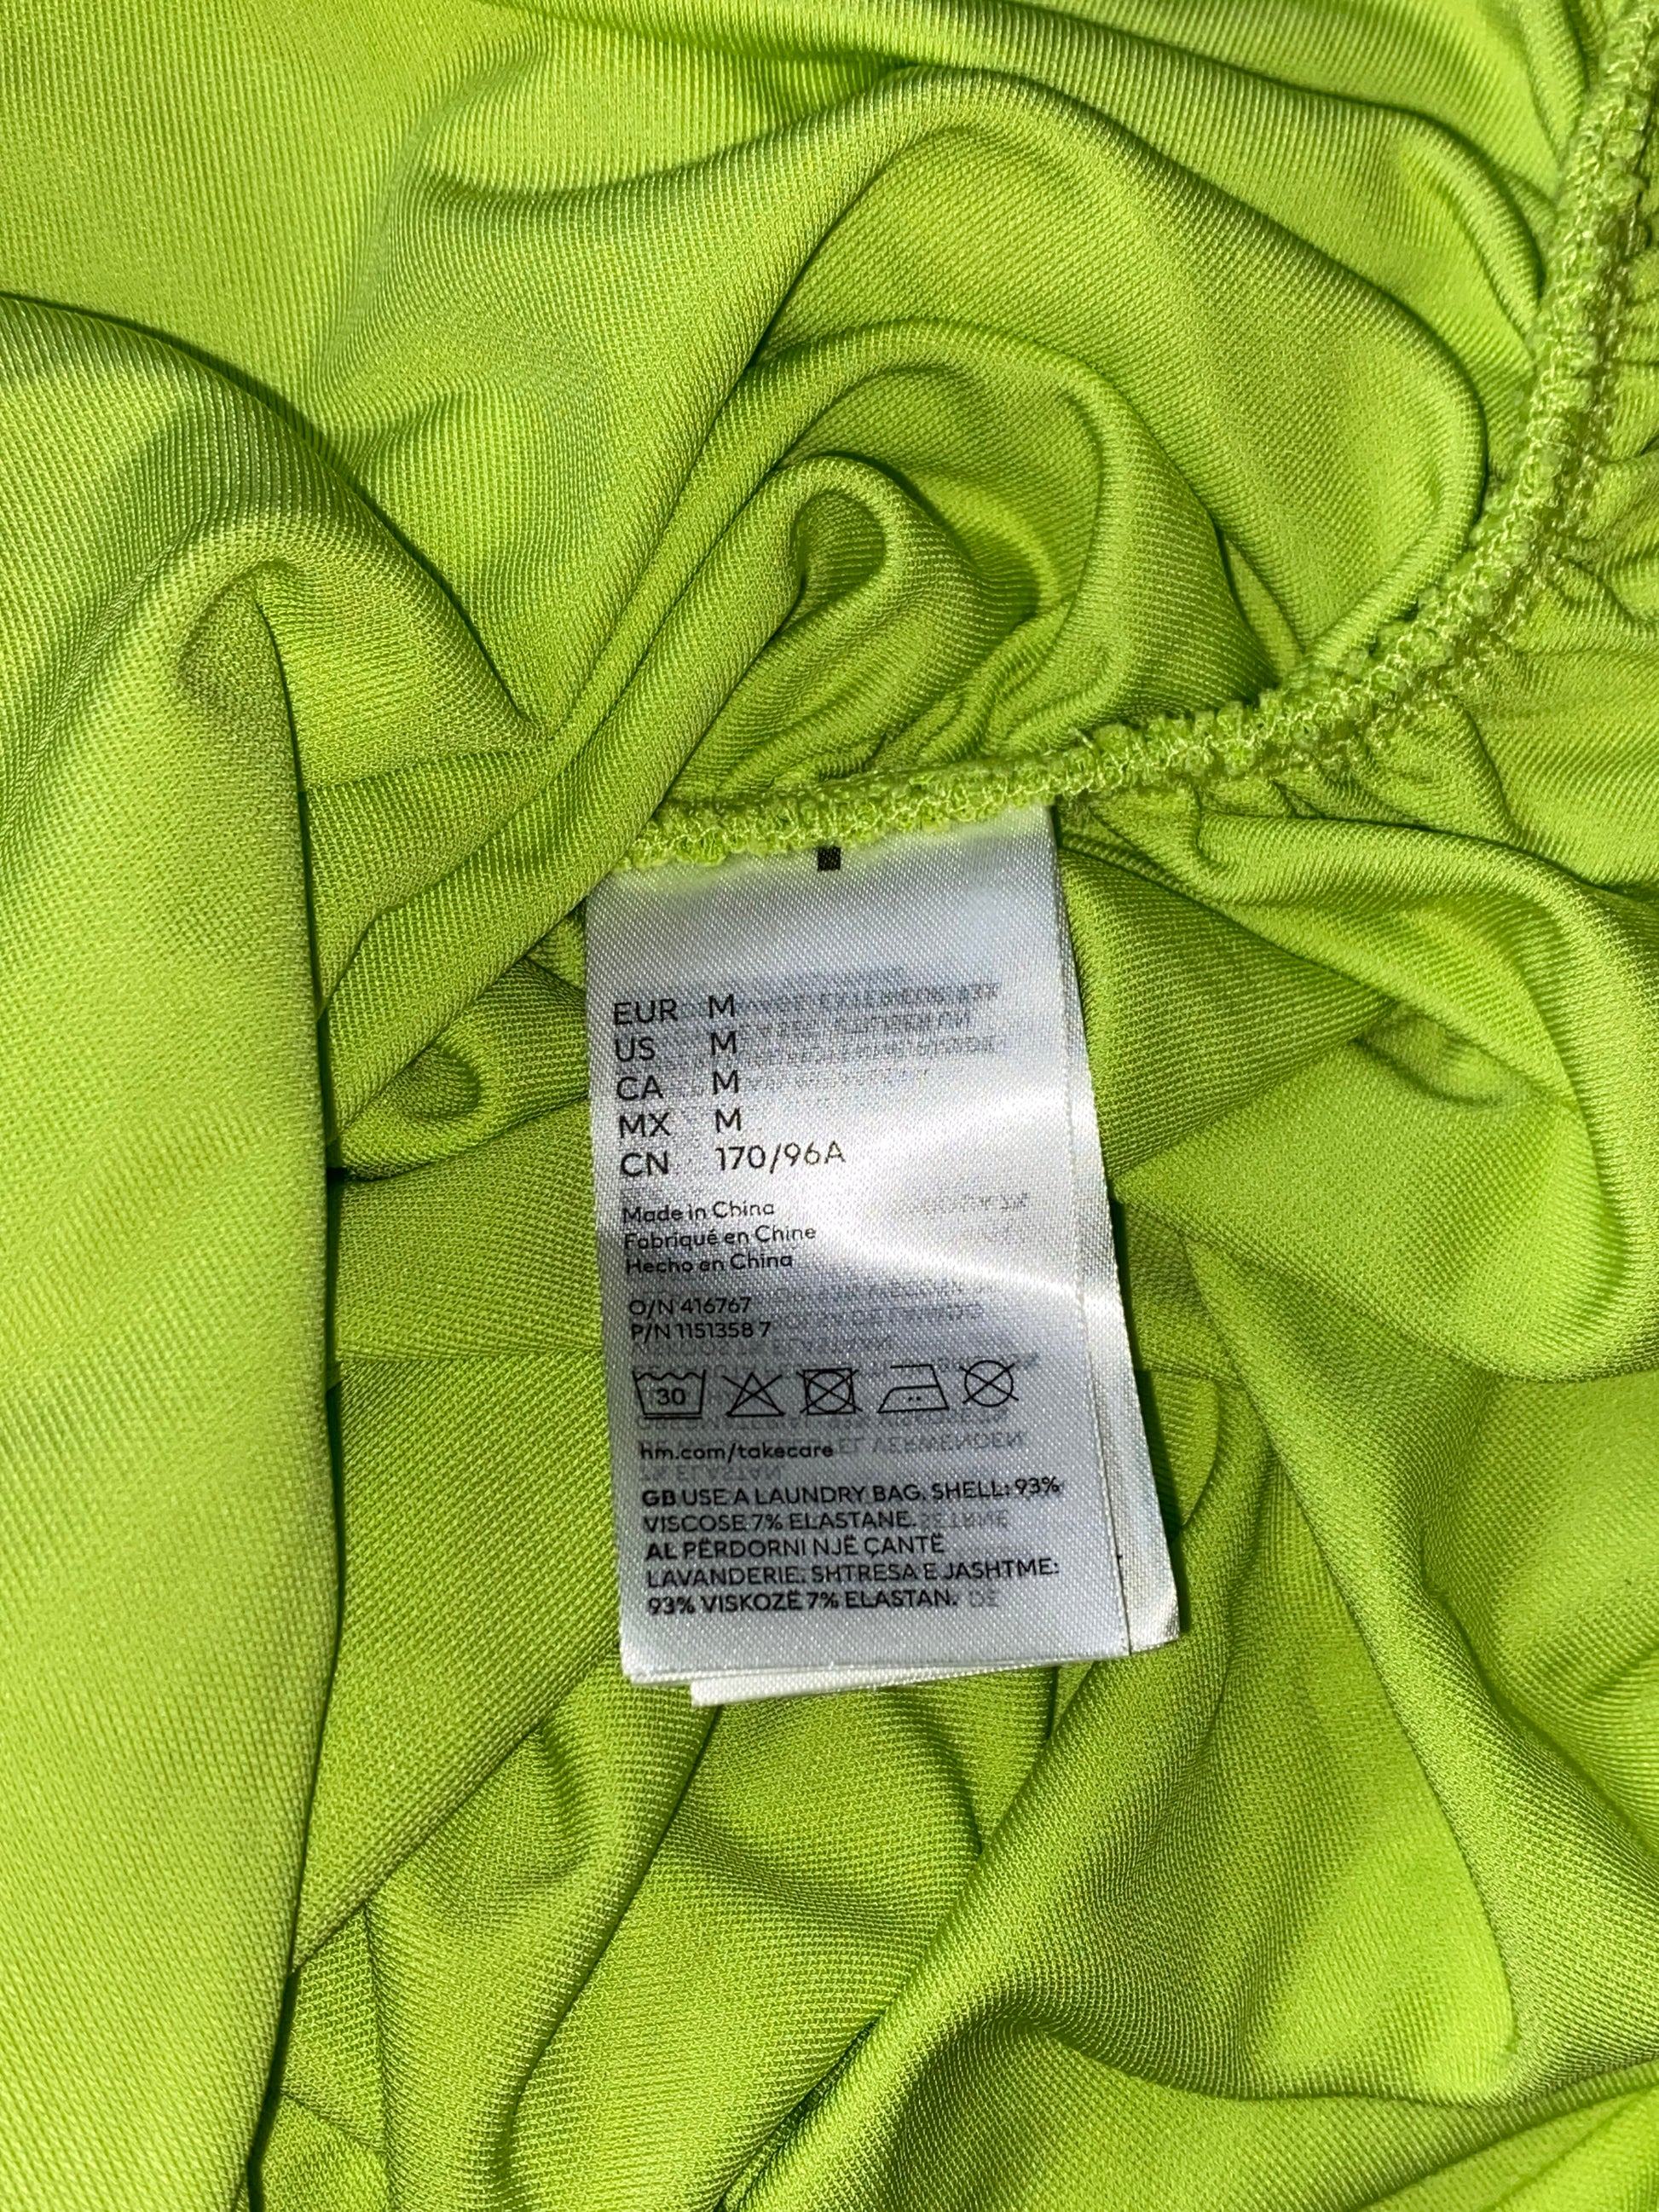 EUR M
US M
CA M
MX M
CN 170/96A
Made in China
Fabriqué en Chine
Hecho en China
O/N 416767
P/N 1151358 7
30
hm.com/takecare
GB USE A LAUNDRY BAG. SHELL: 93%
VISCOSE 7% ELASTANE.
AL PËRDORNI NJË ÇANTË
LAVANDERIE. SHTRESA E JASHTME:
93% VISKOZË 7% ELASTAN.